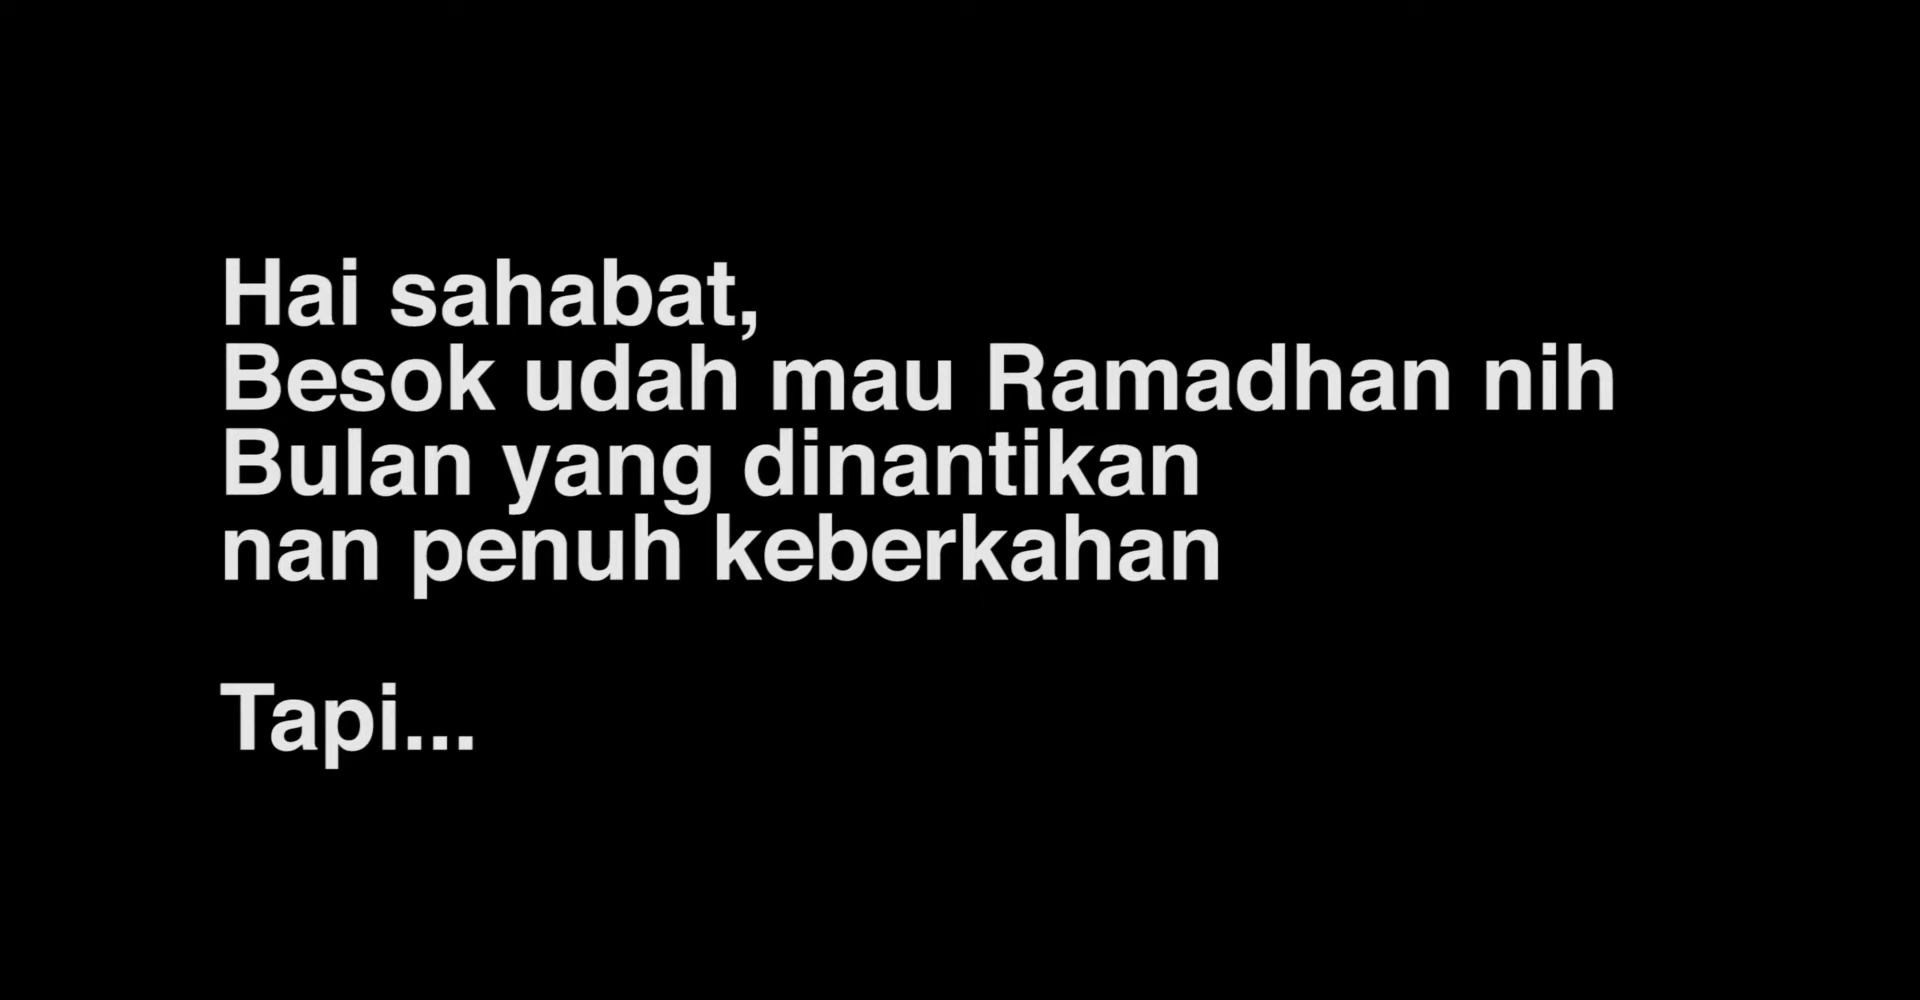 Hai sahabat,
Besok udah mau Ramadhan nih
Bulan yang dinantikan
nan penuh keberkahan
Tapi...